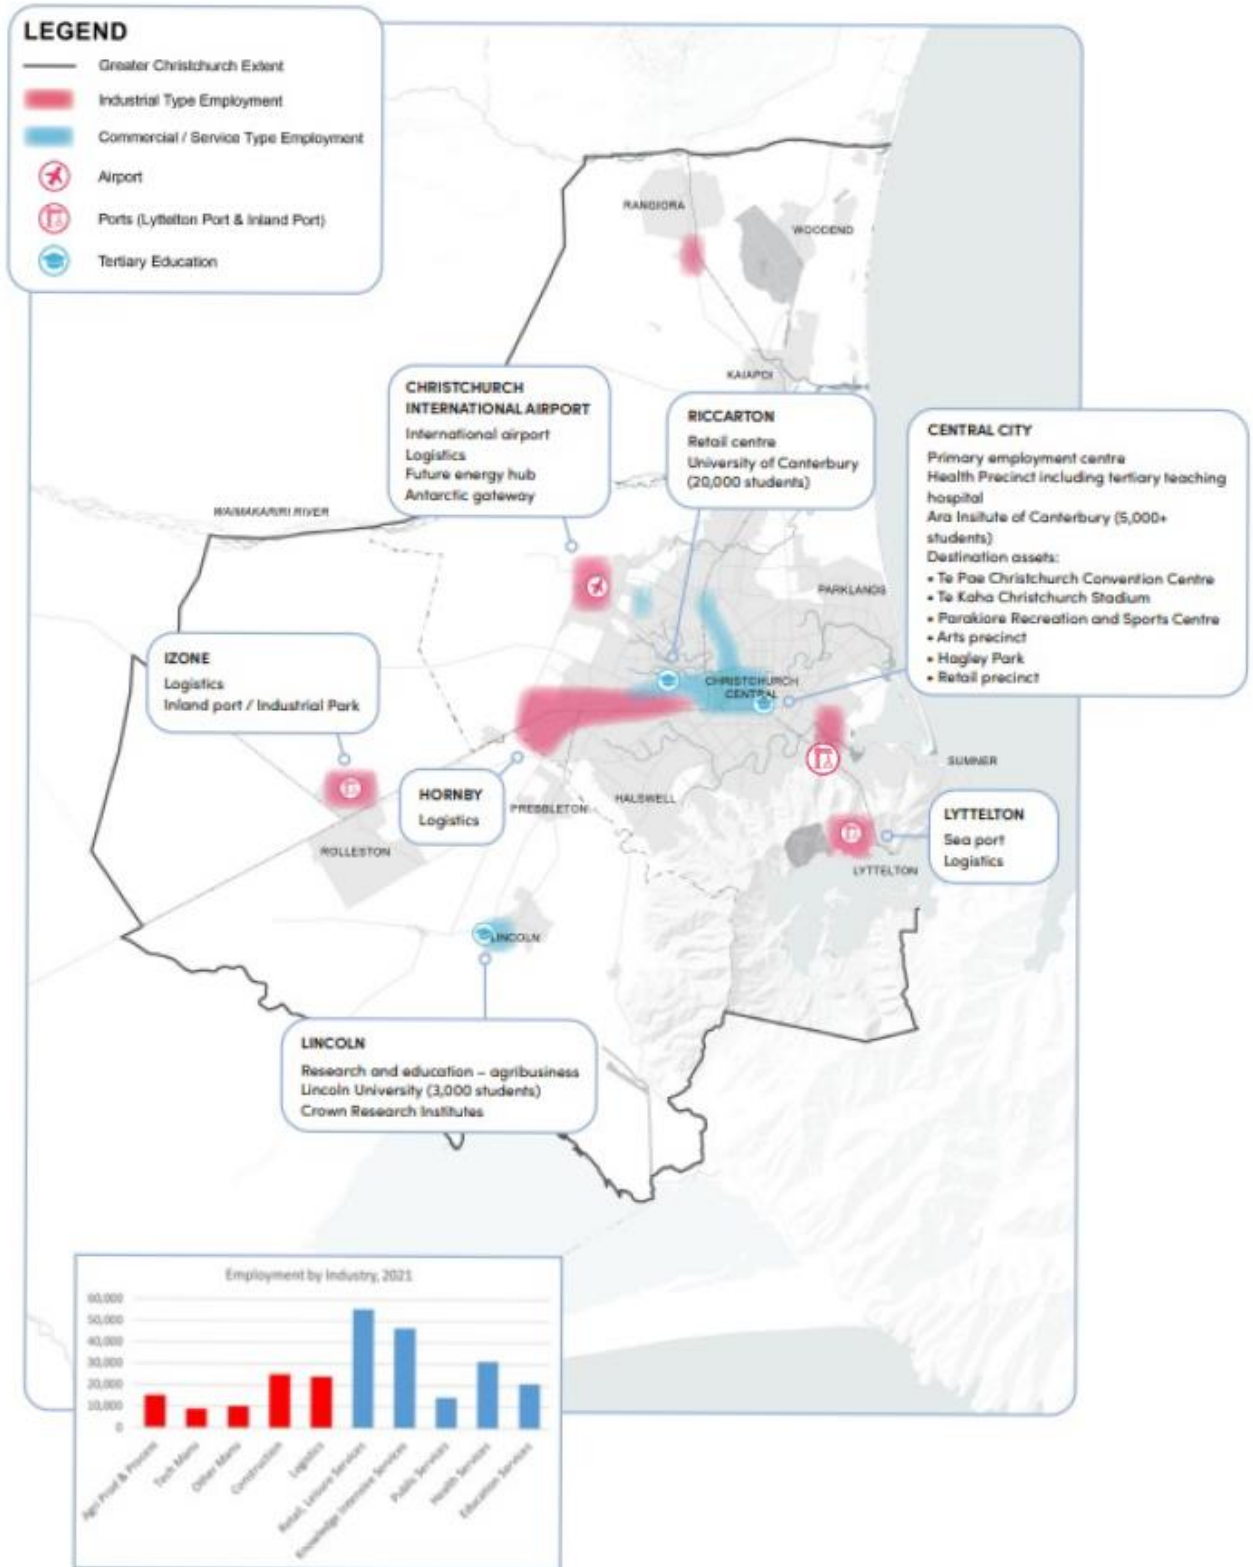 LEGEND
Greater Christchurch Extent
Industrial Type Employment
Commercial / Service Type Employment
Airport
Ports (Lyttelton Port & Inland Port)
Tertiary Education
RANGIORA
WOODEND
KAIAPOI
CHRISTCHURCH
INTERNATIONAL AIRPORT
International airport
Logistics
Future energy hub
Antarctic gateway
RICCARTON
Retail centre
University of Canterbury
(20,000 students)
CENTRAL CITY
Primary employment centre
Health Precinct including tertiary teaching
hospital
Ara Insitute of Canterbury (5,000+
students)
Destination assets:
• Te Pae Christchurch Convention Centre
• Te Kaha Christchurch Stadium
• Parakiore Recreation and Sports Centre
• Arts precinct
• Hagley Park
• Retail precinct
WAIMAKARIRI RIVER
PARKLANDS
IZONE
Logistics
Inland port / Industrial Park
CHRISTCHURCH
CENTRAL
SUMNER
HORNBY
Logistics
PREBBLETON
HALSWELL
ROLLESTON
LYTTELTON
Sea port
Logistics
LYTTELTON
LINCOLN
LINCOLN
Research and education – agribusiness
Lincoln University (3,000 students)
Crown Research Institutes
Employment by Industry, 2021
60,000
50,000
40,000
30,000
20,000
10,000
0
Agri Prod & Process
Tech Manu
Other Manu
Construction
Logistics
Retail, Leisure Services
Knowledge Intensive Services
Public Services
Health Services
Education Services